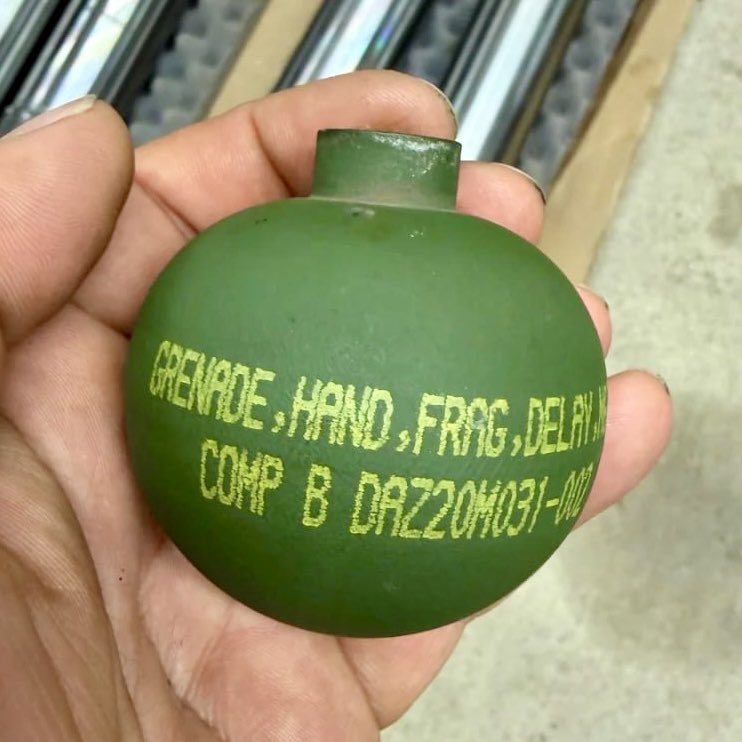 GRENADE, HAND, FRAG, DELAY,
COMP B DAZ20M031-002